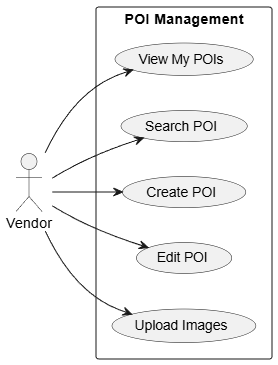 POI Management
View My POIs
Search POI
Create POI
Vendor
Edit POI
Upload Images